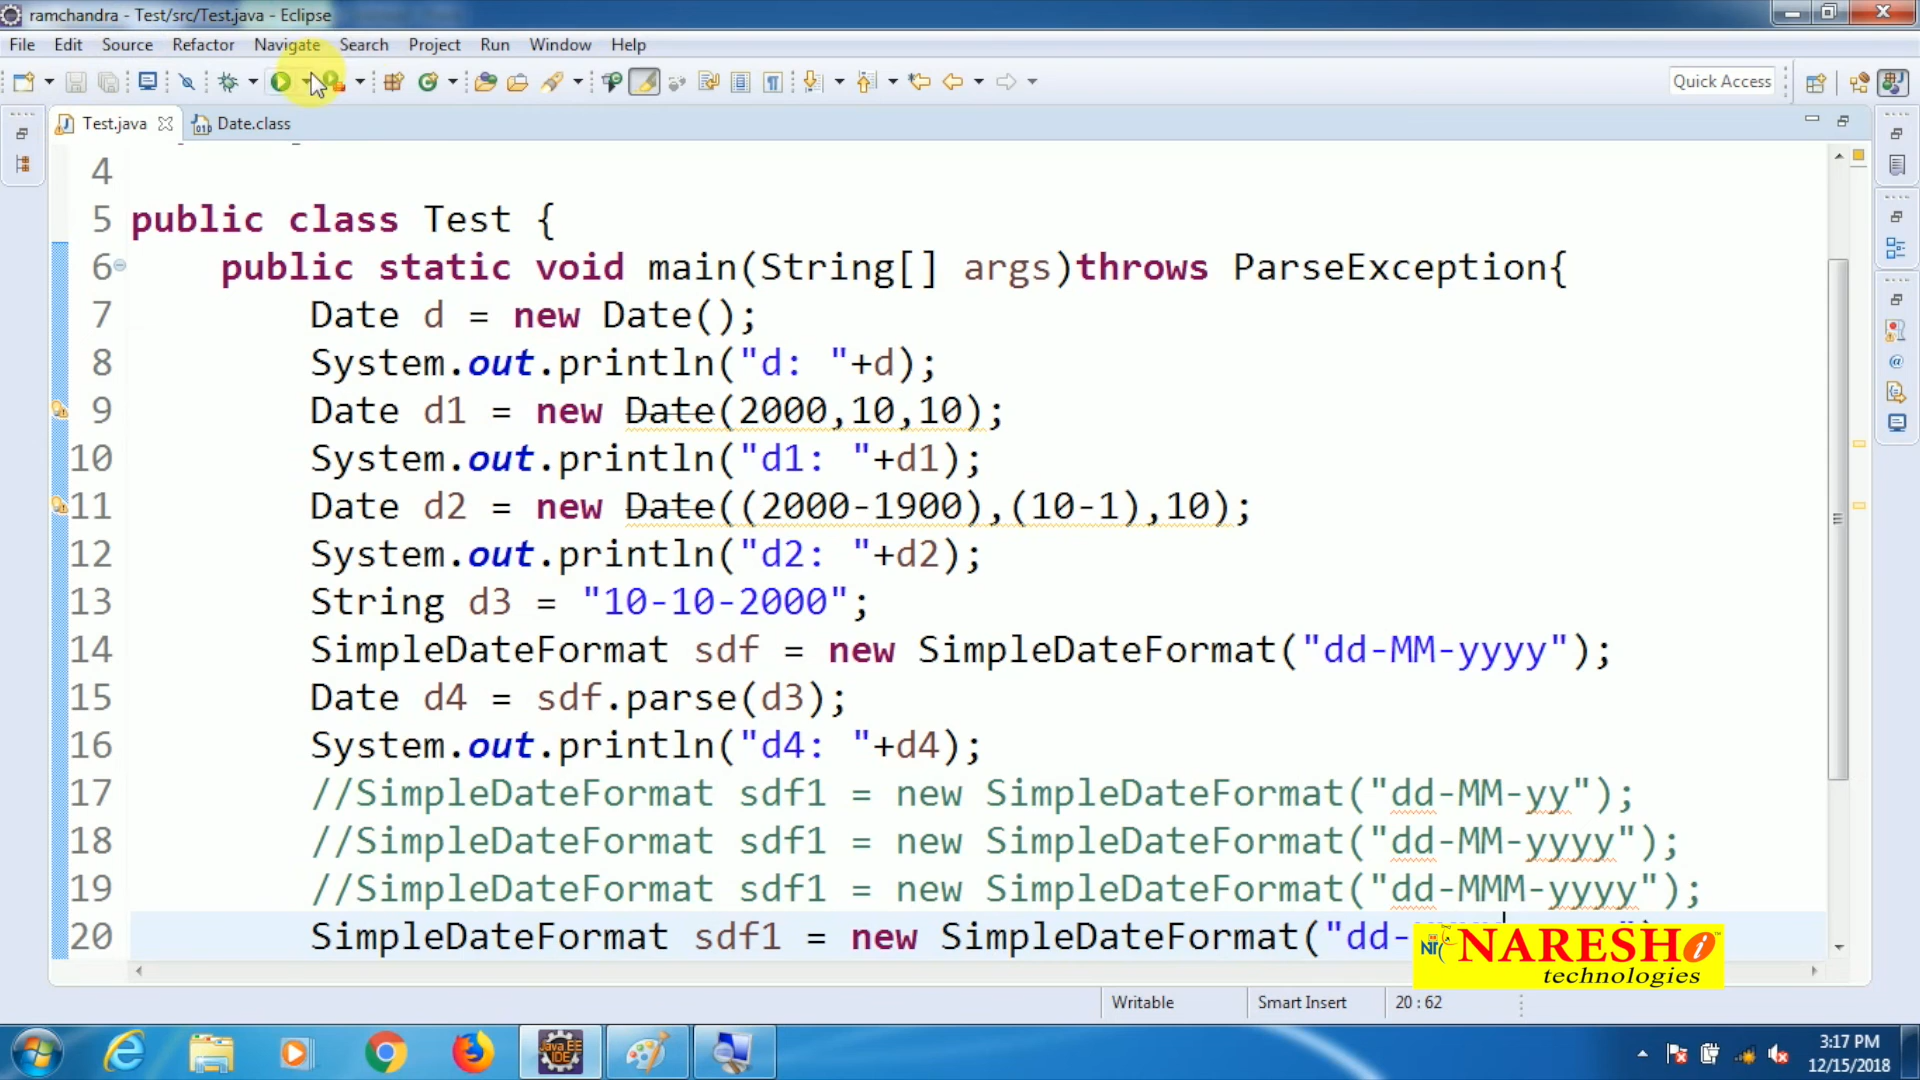 ramchandra - Test/src/Test.java - Eclipse
File Edit Source Refactor Navigate Search Project Run Window Help
Quick Access
Test.java Date.class
4
5 public class Test {
6 public static void main(String[] args)throws ParseException{
7 Date d = new Date();
8 System.out.println("d: "+d);
9 Date d1 = new Date(2000,10,10);
10 System.out.println("d1: "+d1);
11 Date d2 = new Date((2000-1900),(10-1),10);
12 System.out.println("d2: "+d2);
13 String d3 = "10-10-2000";
14 SimpleDateFormat sdf = new SimpleDateFormat("dd-MM-yyyy");
15 Date d4 = sdf.parse(d3);
16 System.out.println("d4: "+d4);
17 //SimpleDateFormat sdf1 = new SimpleDateFormat("dd-MM-yy");
18 //SimpleDateFormat sdf1 = new SimpleDateFormat("dd-MM-yyyy");
19 //SimpleDateFormat sdf1 = new SimpleDateFormat("dd-MMM-yyyy");
20 SimpleDateFormat sdf1 = new SimpleDateFormat("dd-
NARESH i
technologies
Writable Smart Insert 20 : 62
Java EE
IDE
3:17 PM
12/15/2018